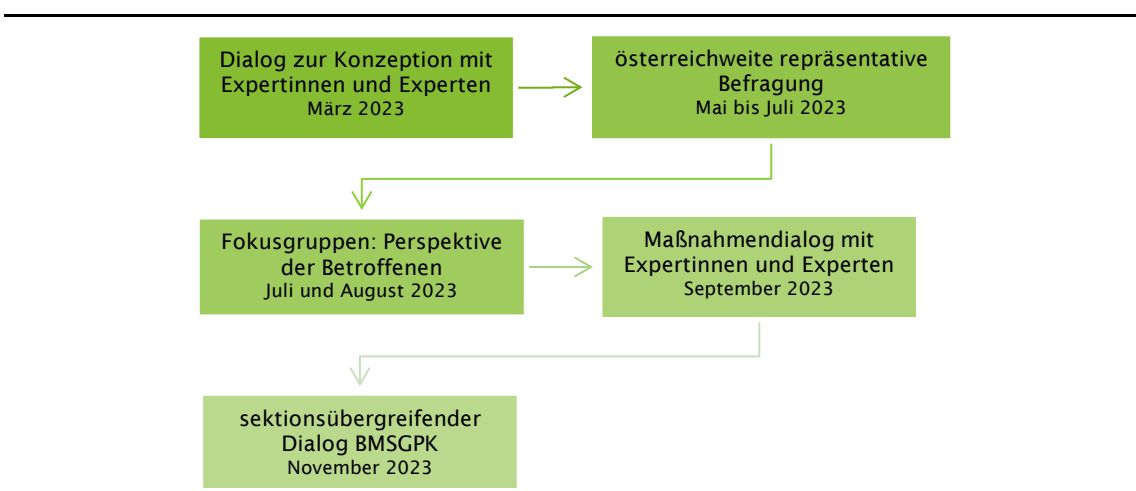 Dialog zur Konzeption mit
Expertinnen und Experten
März 2023
österreichweite repräsentative
Befragung
Mai bis Juli 2023
Fokusgruppen: Perspektive
der Betroffenen
Juli und August 2023
Maßnahmendialog mit
Expertinnen und Experten
September 2023
sektionsübergreifender
Dialog BMSGPK
November 2023